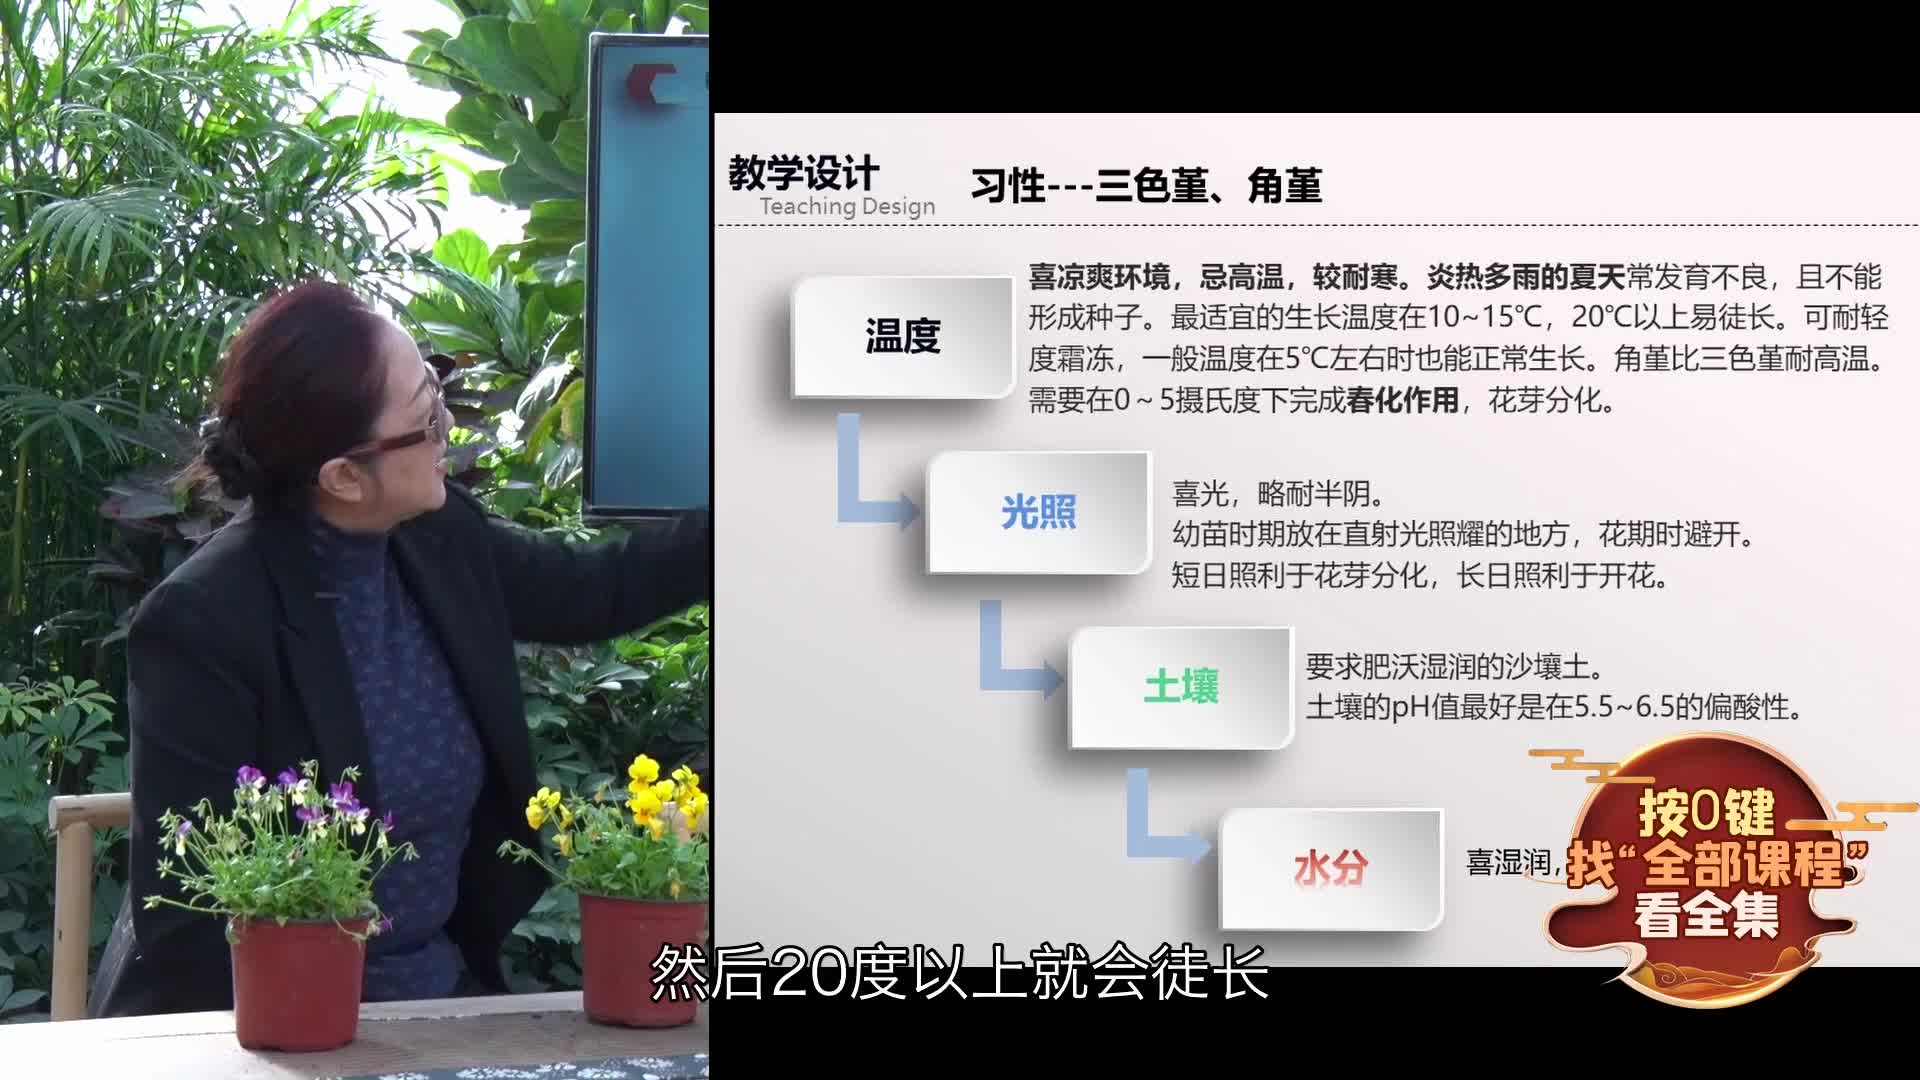 教学设计
Teaching Design
习性---三色堇、角堇
温度
喜凉爽环境，忌高温，较耐寒。炎热多雨的夏天常发育不良，且不能
形成种子。最适宜的生长温度在10~15℃，20℃以上易徒长。可耐轻
度霜冻，一般温度在5℃左右时也能正常生长。角堇比三色堇耐高温。
需要在0～5摄氏度下完成春化作用，花芽分化。
光照
喜光，略耐半阴。
幼苗时期放在直射光照耀的地方，花期时避开。
短日照利于花芽分化，长日照利于开花。
土壤
要求肥沃湿润的沙壤土。
土壤的pH值最好是在5.5~6.5的偏酸性。
水分
喜湿润，
按0键
找“全部课程”
看全集
然后20度以上就会徒长